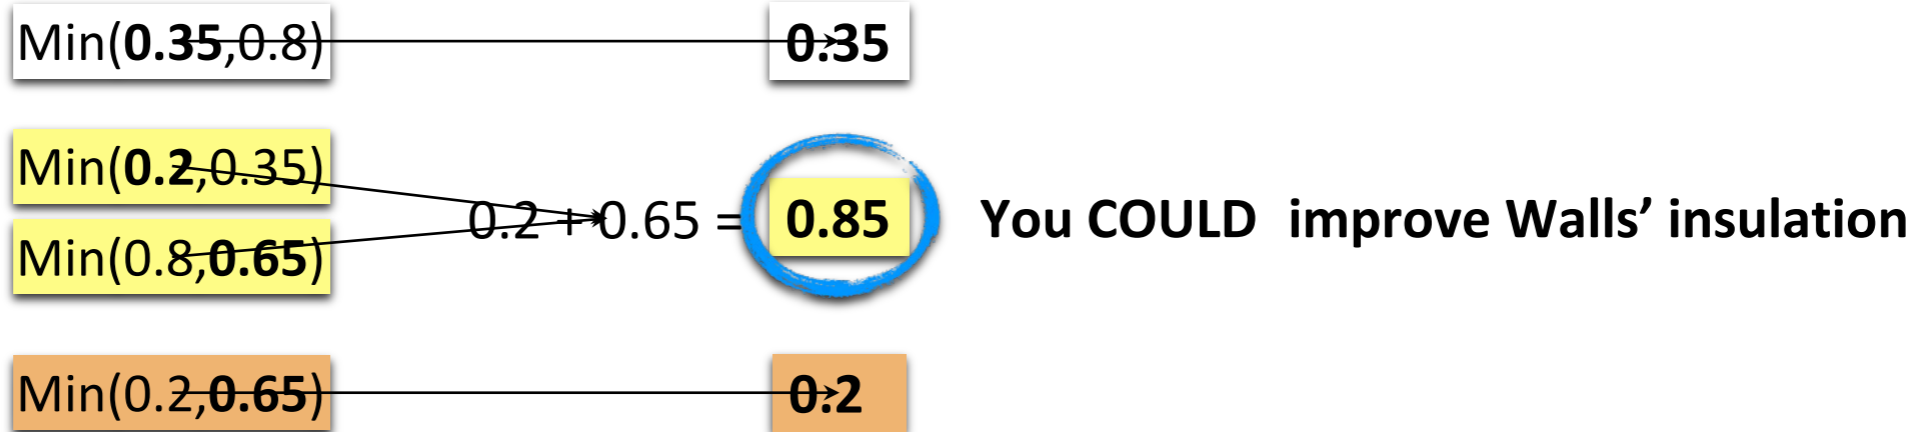 Min(0.35,0.8) 0.35
Min(0.2,0.35)
0.2 + 0.65 = 0.85 You COULD improve Walls’ insulation
Min(0.8,0.65)
Min(0.2,0.65) 0.2